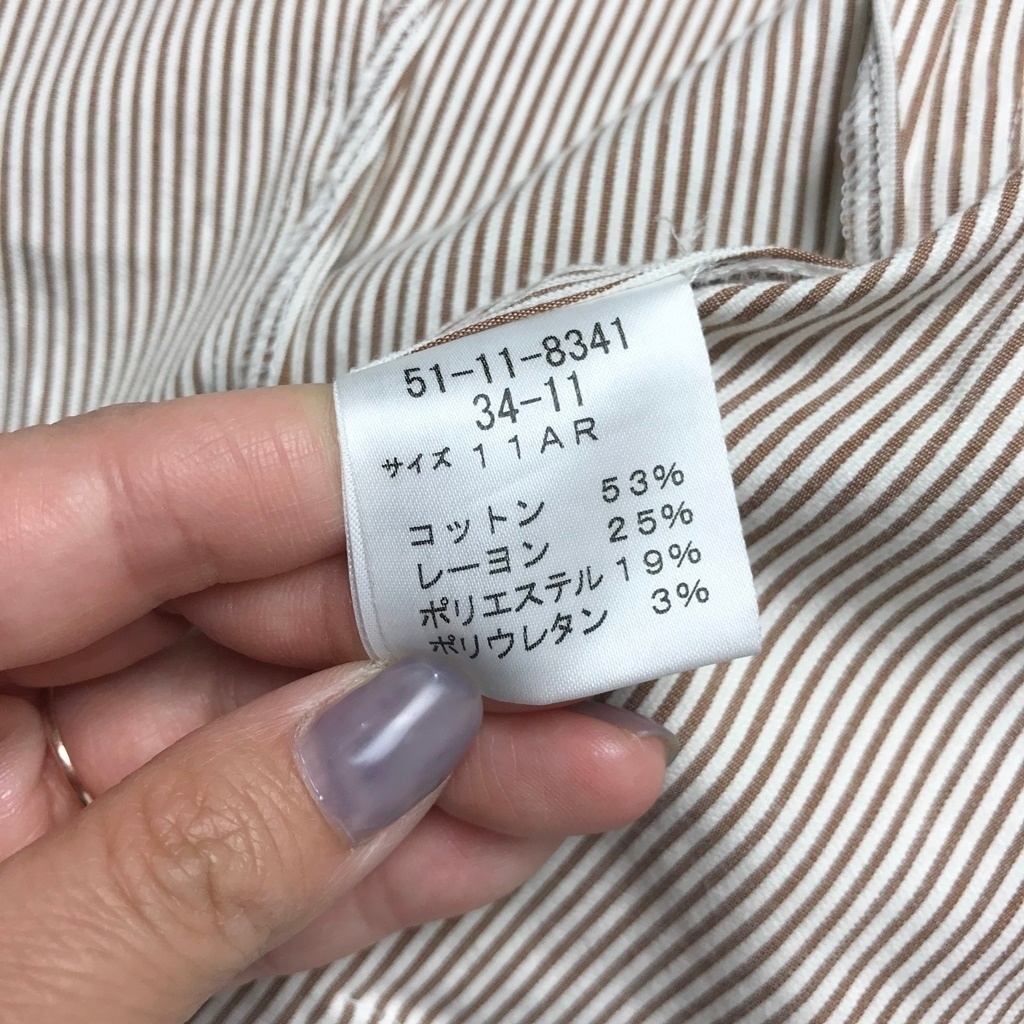 51-11-8341
34-11
サイズ 11AR
コットン 53%
レーヨン 25%
ポリエステル 19%
ポリウレタン 3%